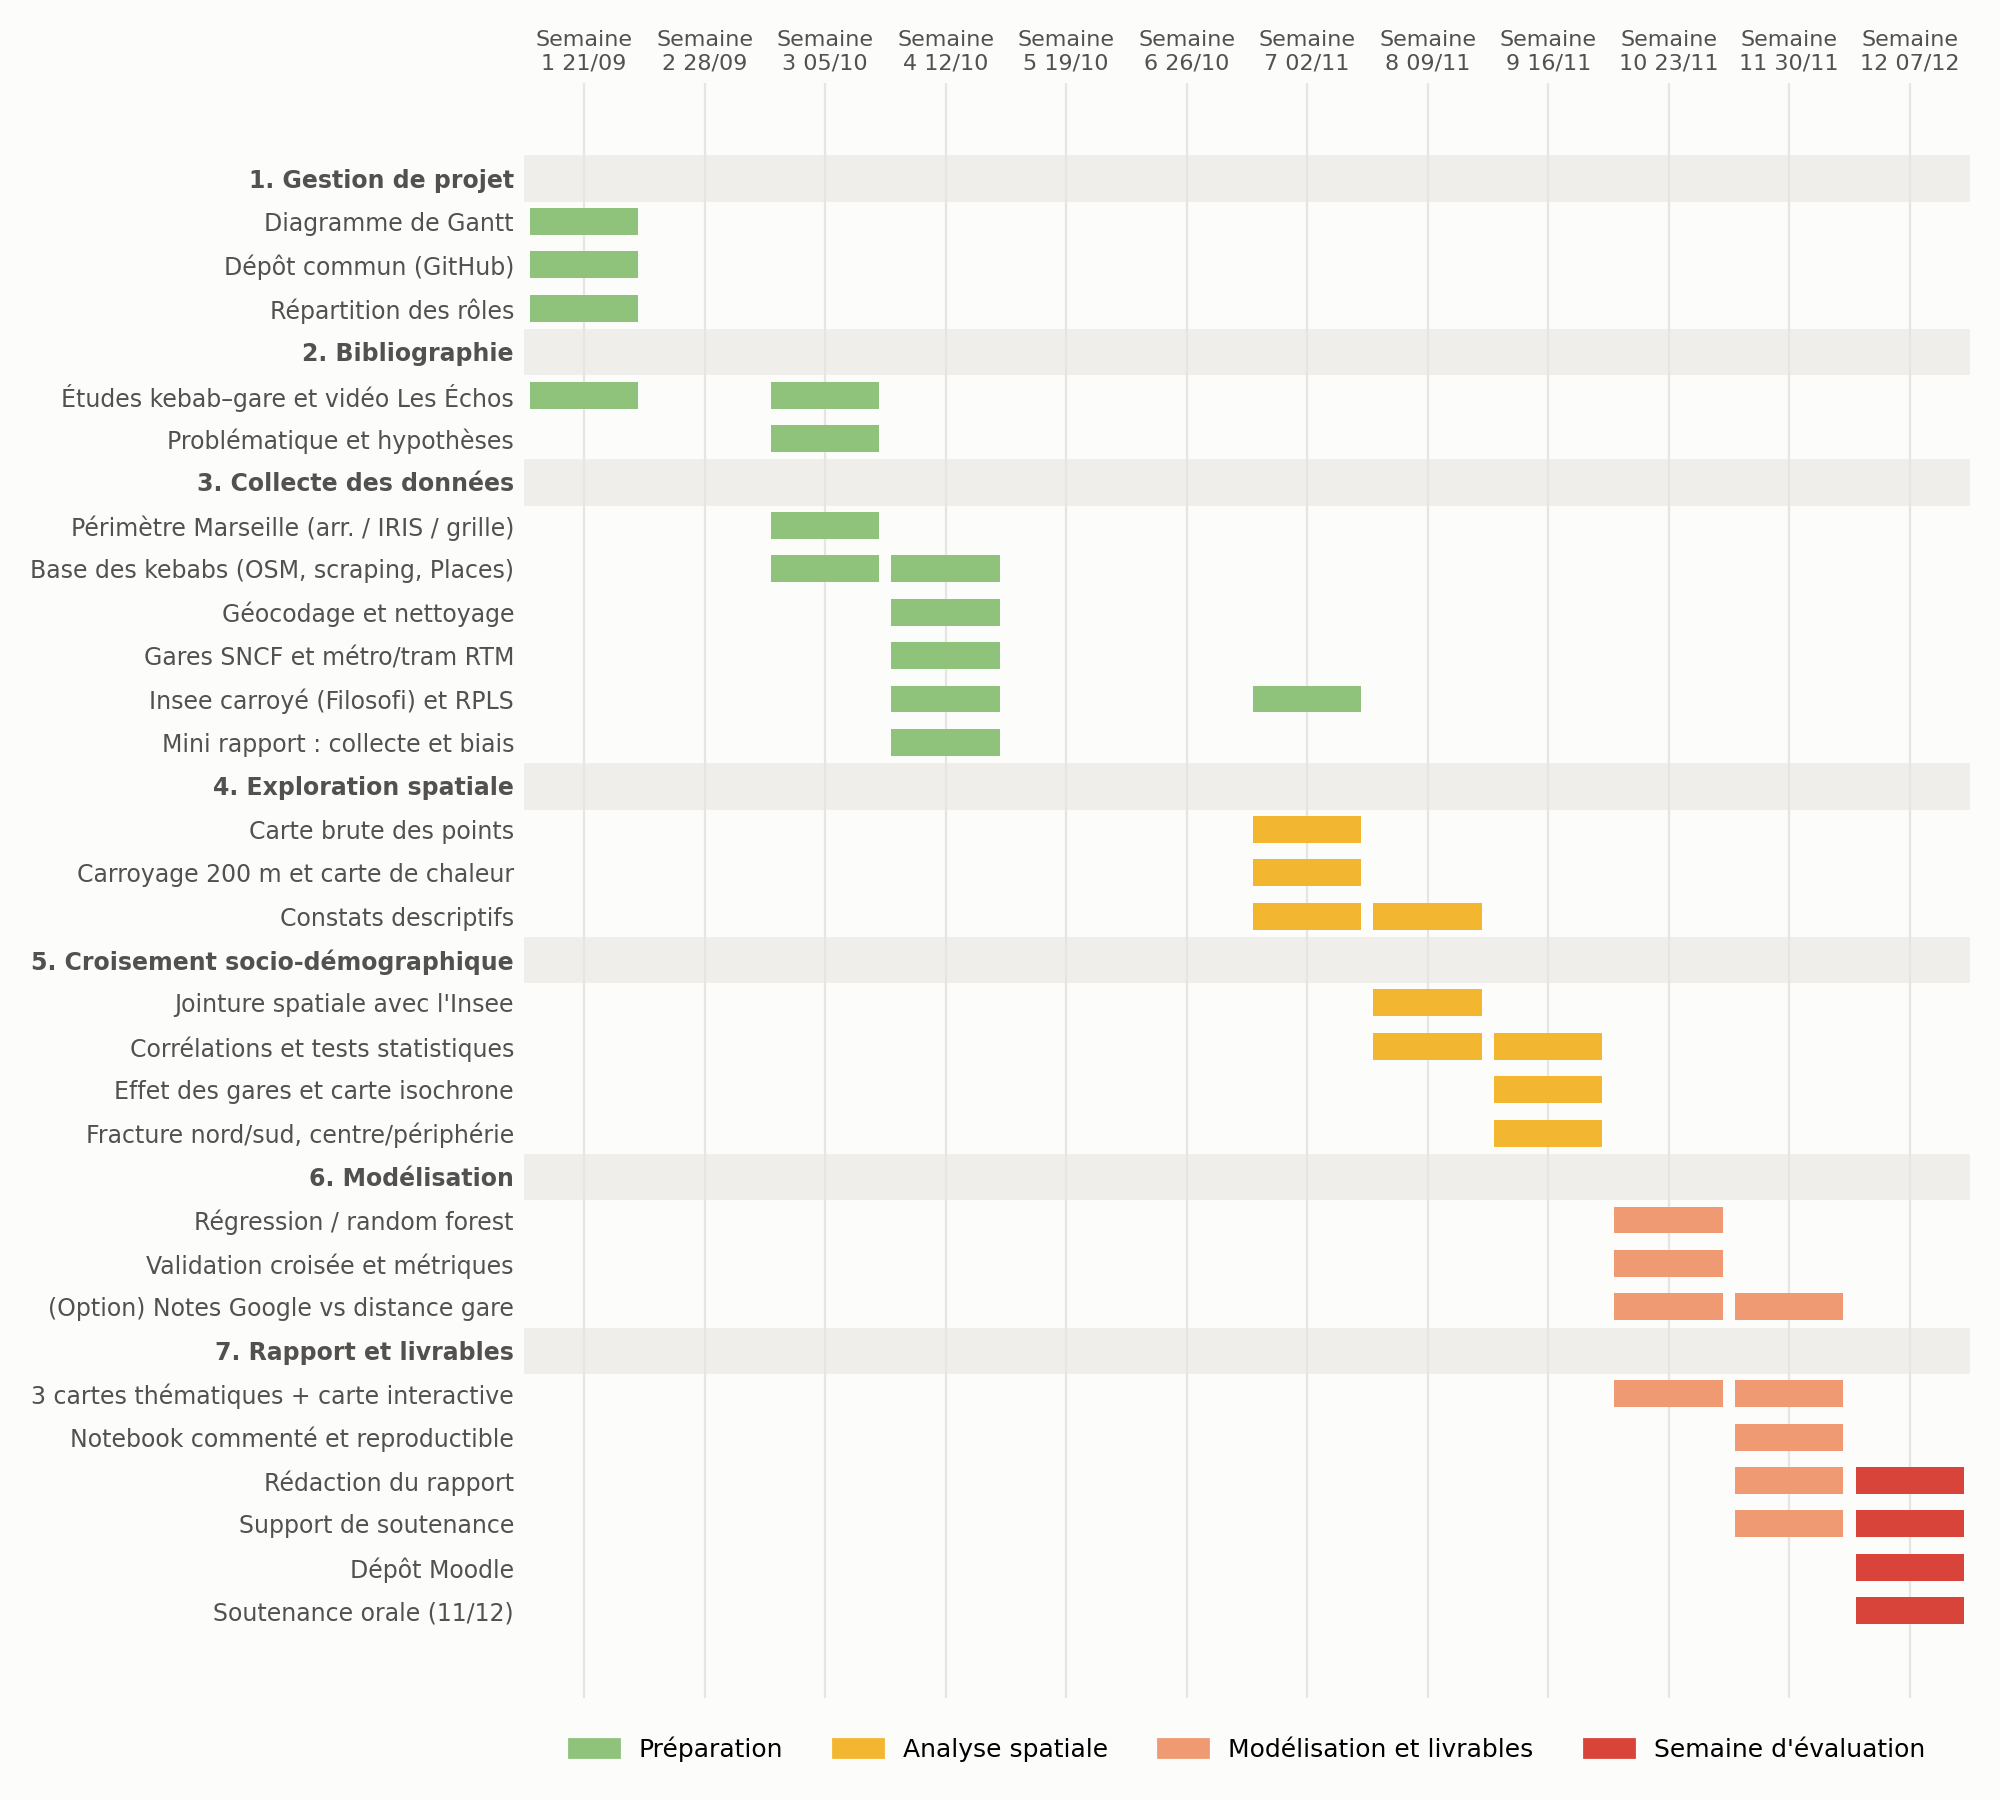 Semaine Semaine Semaine Semaine Semaine Semaine Semaine Semaine Semaine Semaine Semaine Semaine
1 21/09 2 28/09 3 05/10 4 12/10 5 19/10 6 26/10 7 02/11 8 09/11 9 16/11 10 23/11 11 30/11 12 07/12
1. Gestion de projet
Diagramme de Gantt
Dépôt commun (GitHub)
Répartition des rôles
2. Bibliographie
Études kebab–gare et vidéo Les Échos
Problématique et hypothèses
3. Collecte des données
Périmètre Marseille (arr. / IRIS / grille)
Base des kebabs (OSM, scraping, Places)
Géocodage et nettoyage
Gares SNCF et métro/tram RTM
Insee carroyé (Filosofi) et RPLS
Mini rapport : collecte et biais
4. Exploration spatiale
Carte brute des points
Carroyage 200 m et carte de chaleur
Constats descriptifs
5. Croisement socio-démographique
Jointure spatiale avec l'Insee
Corrélations et tests statistiques
Effet des gares et carte isochrone
Fracture nord/sud, centre/périphérie
6. Modélisation
Régression / random forest
Validation croisée et métriques
(Option) Notes Google vs distance gare
7. Rapport et livrables
3 cartes thématiques + carte interactive
Notebook commenté et reproductible
Rédaction du rapport
Support de soutenance
Dépôt Moodle
Soutenance orale (11/12)
Préparation Analyse spatiale Modélisation et livrables Semaine d'évaluation